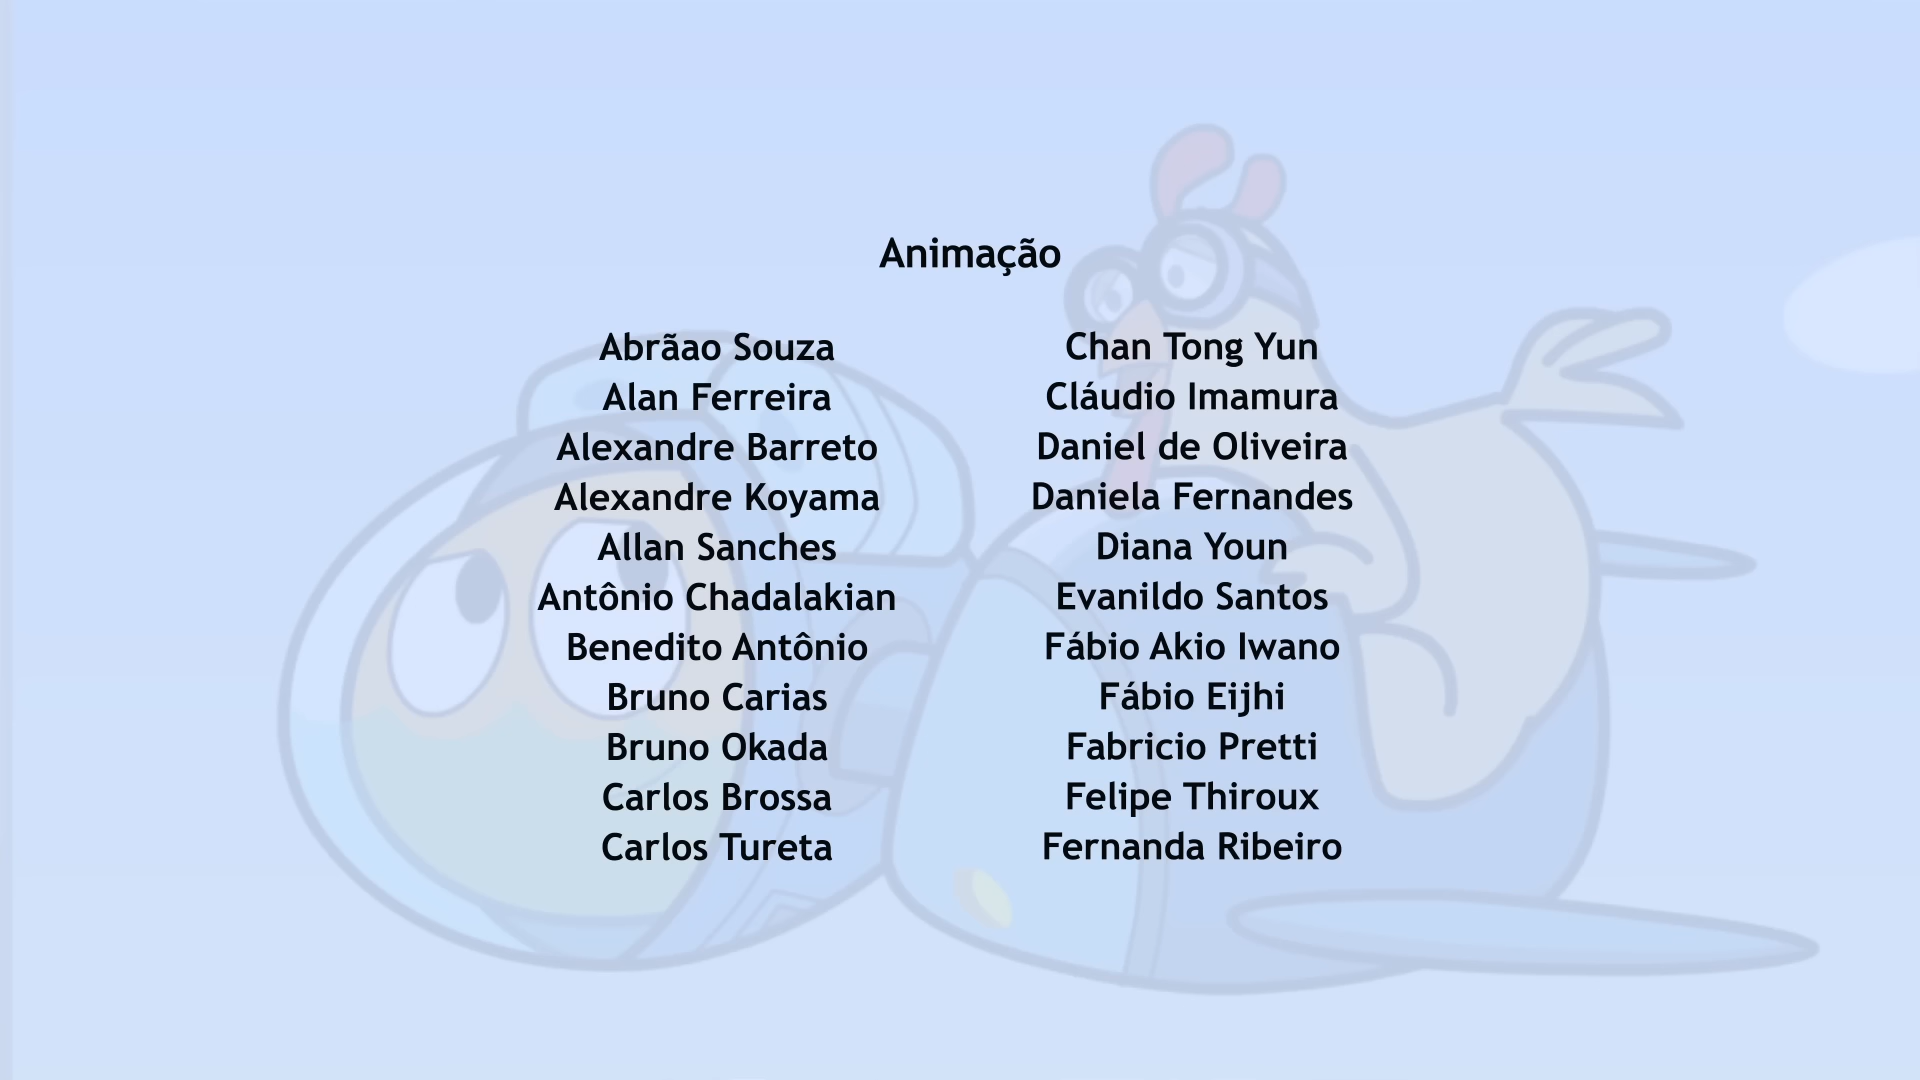 Animação
Abrãao Souza
Alan Ferreira
Alexandre Barreto
Alexandre Koyama
Allan Sanches
Antônio Chadalakian
Benedito Antônio
Bruno Carias
Bruno Okada
Carlos Brossa
Carlos Tureta
Chan Tong Yun
Cláudio Imamura
Daniel de Oliveira
Daniela Fernandes
Diana Youn
Evanildo Santos
Fábio Akio Iwano
Fábio Eijhi
Fabricio Pretti
Felipe Thiroux
Fernanda Ribeiro